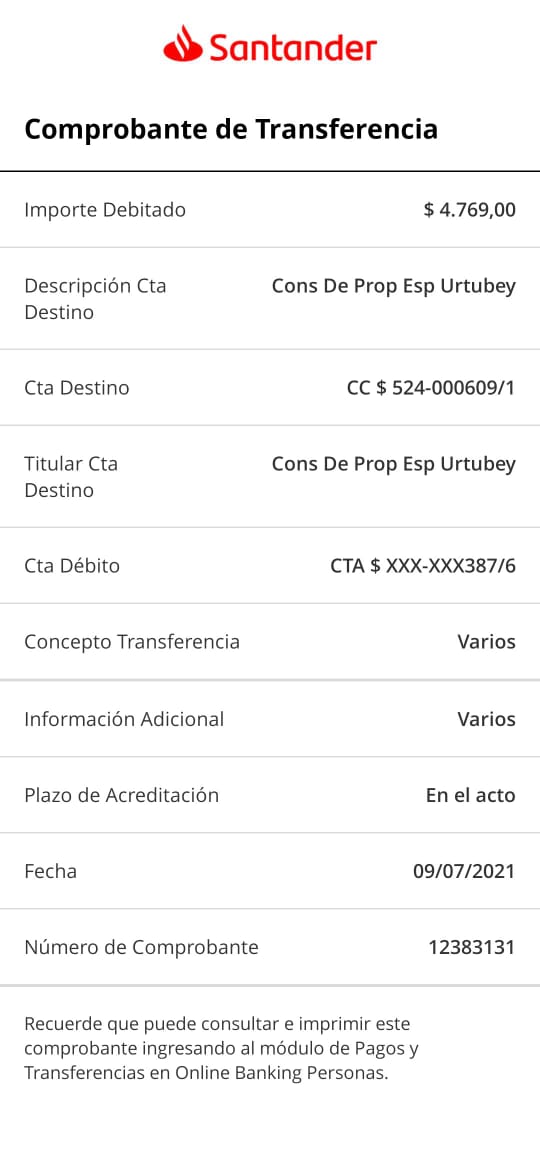 Santander
Comprobante de Transferencia
Importe Debitado $ 4.769,00
Descripción Cta Cons De Prop Esp Urtubey
Destino
Cta Destino CC $ 524-000609/1
Titular Cta Cons De Prop Esp Urtubey
Destino
Cta Débito CTA $ XXX-XXX387/6
Concepto Transferencia Varios
Información Adicional Varios
Plazo de Acreditación En el acto
Fecha 09/07/2021
Número de Comprobante 12383131
Recuerde que puede consultar e imprimir este
comprobante ingresando al módulo de Pagos y
Transferencias en Online Banking Personas.